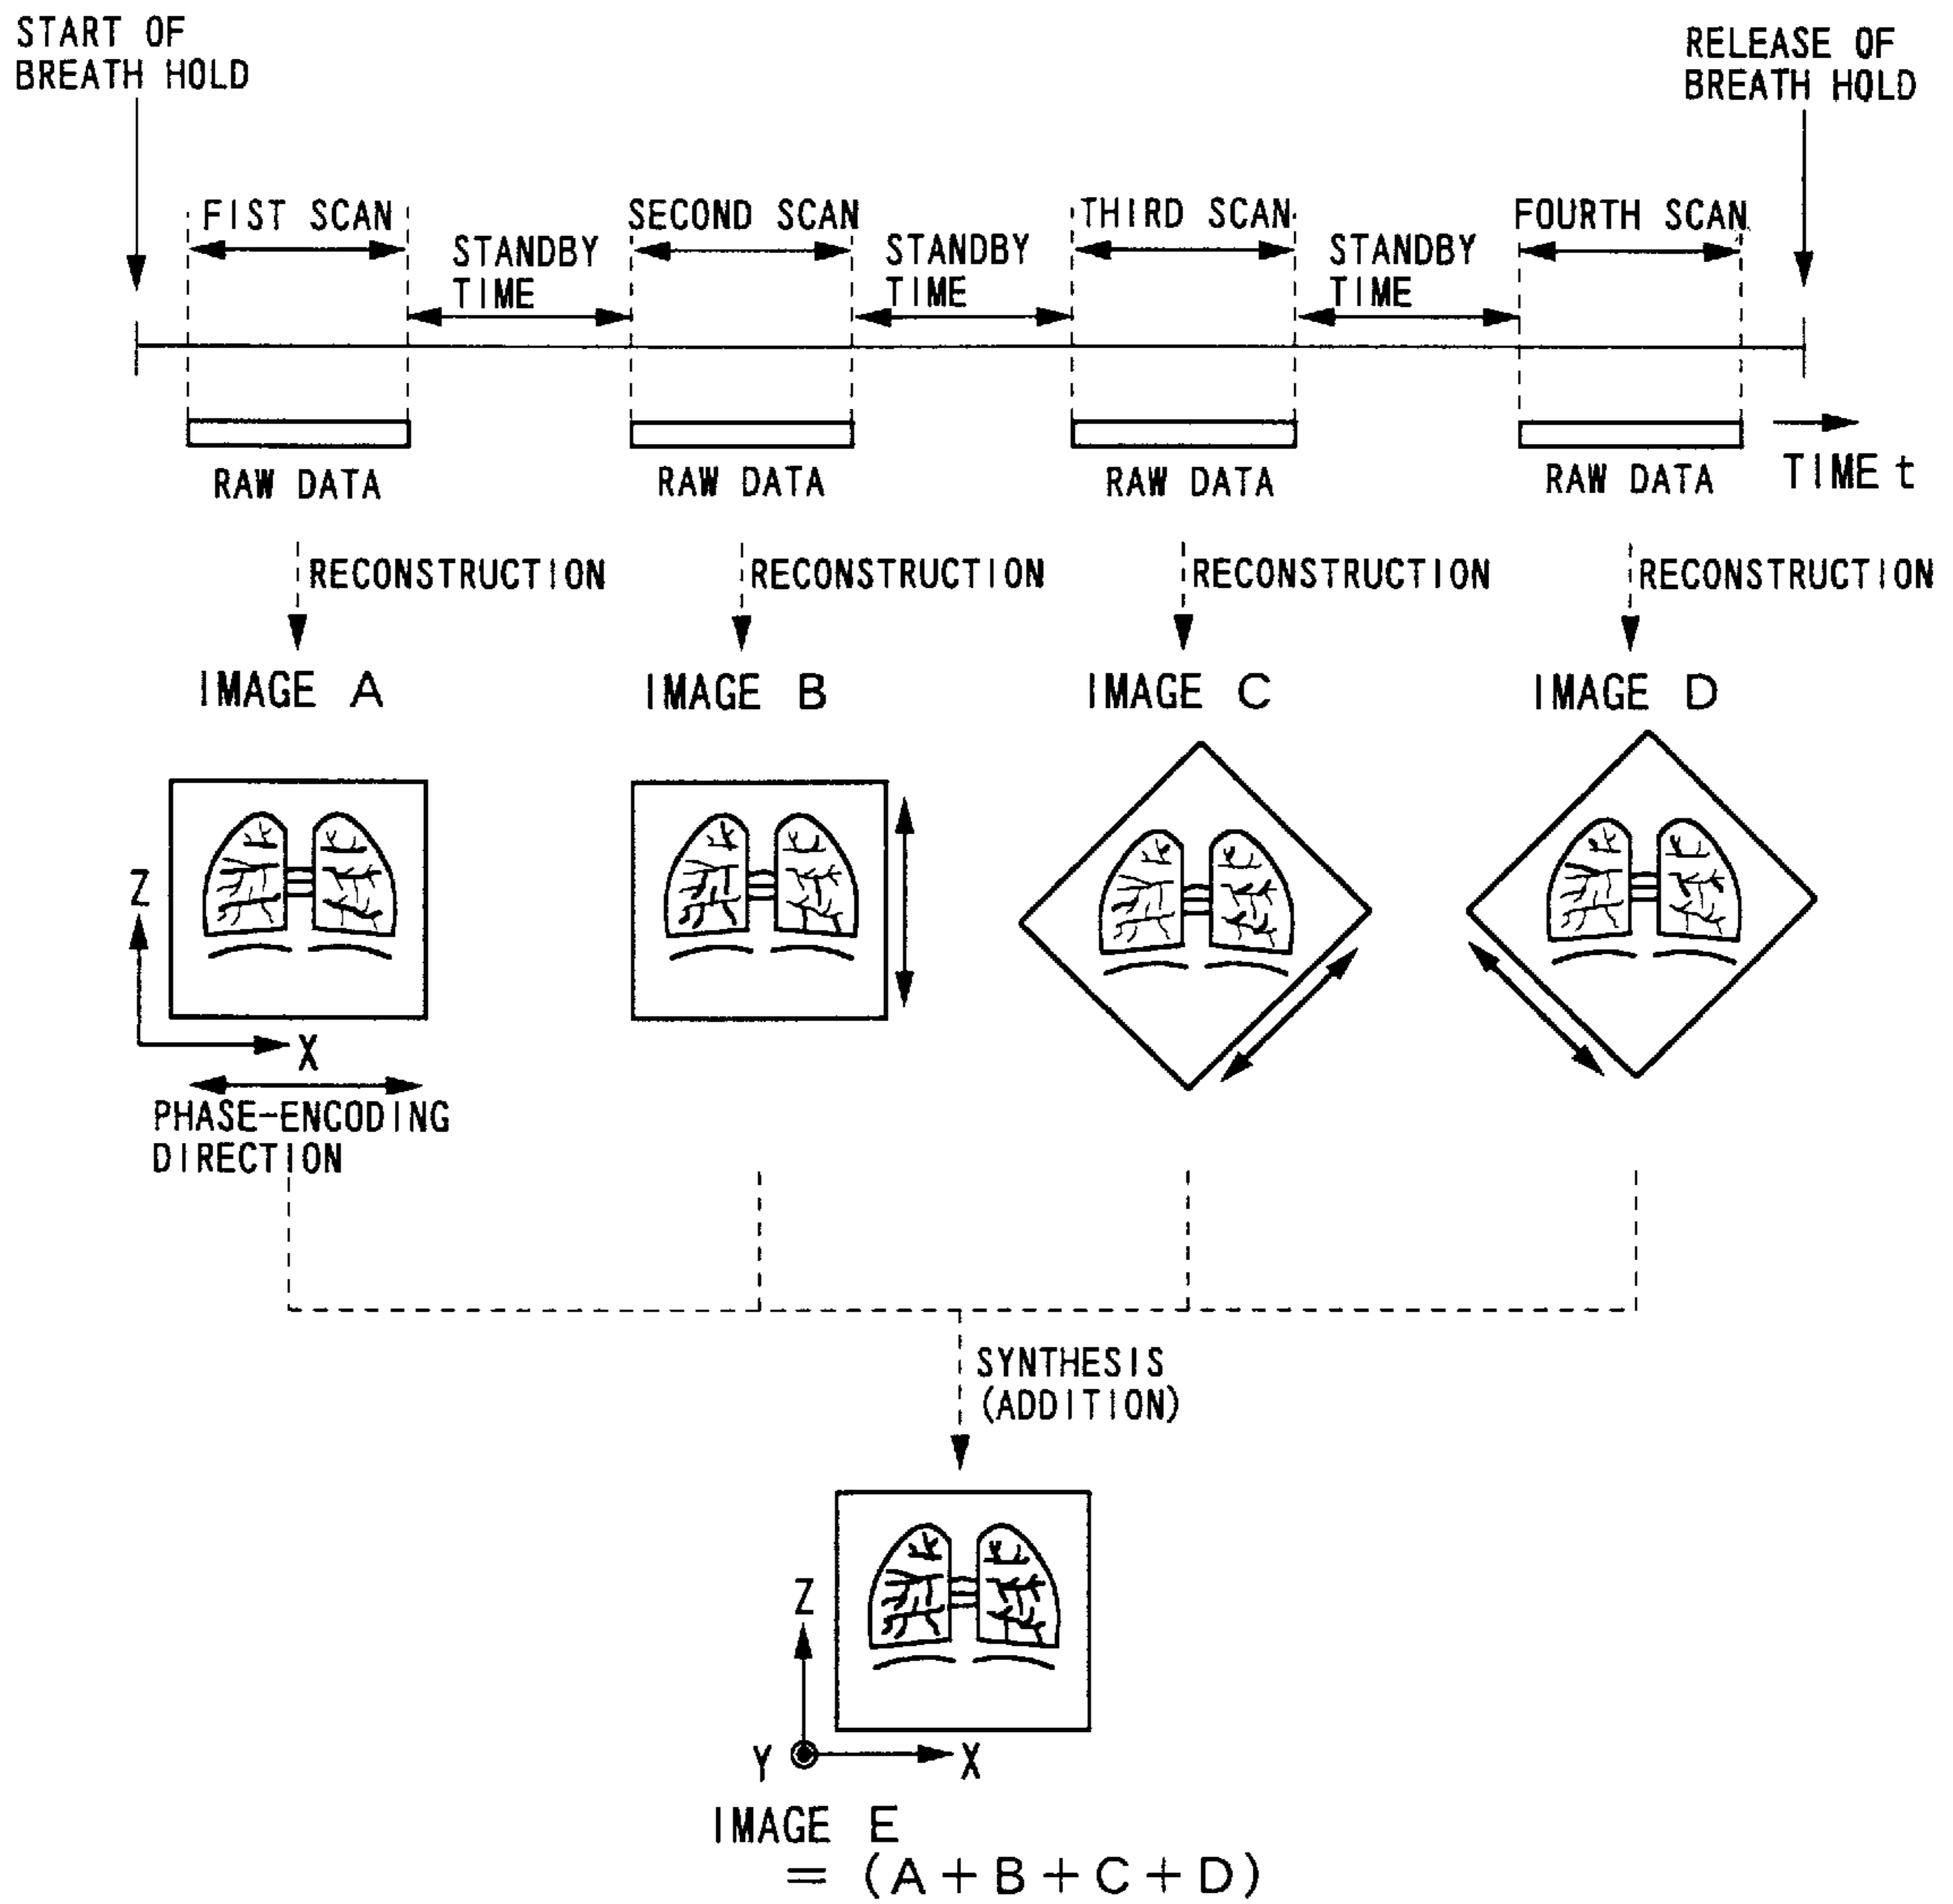 START OF
BREATH HOLD
RELEASE OF
BREATH HOLD
FIST SCAN
SECOND SCAN
THIRD SCAN
FOURTH SCAN
STANDBY
TIME
STANDBY
TIME
STANDBY
TIME
RAW DATA
RAW DATA
RAW DATA
RAW DATA
TIME t
RECONSTRUCTION
RECONSTRUCTION
RECONSTRUCTION
RECONSTRUCTION
IMAGE A
IMAGE B
IMAGE C
IMAGE D
Z
X
PHASE-ENCODING
DIRECTION
SYNTHESIS
(ADDITION)
Z
Y
X
IMAGE E
= (A+B+C+D)